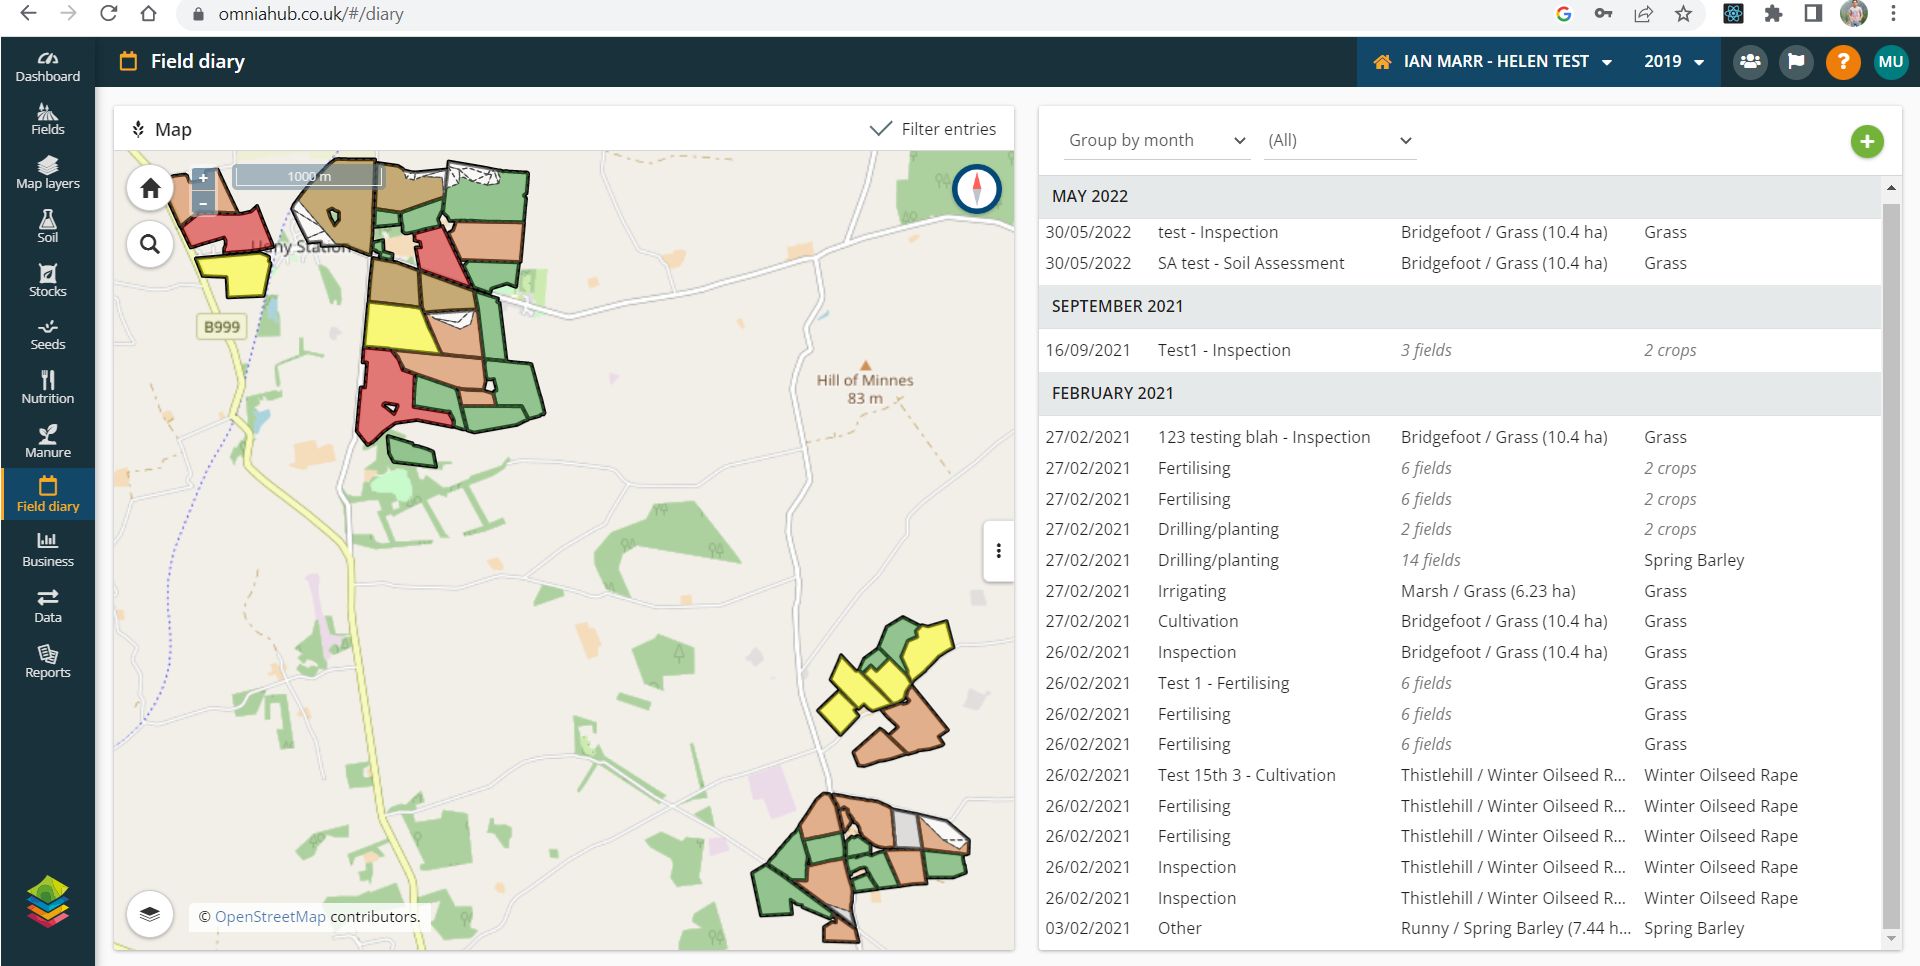 omniahub.co.uk/#/diary
Field diary
IAN MARR - HELEN TEST
2019
?
MU
Dashboard
Fields
Map layers
Soil
Stocks
Seeds
Nutrition
Manure
Field diary
Business
Data
Reports
Map
Filter entries
+
−
1000 m
Station
B999
Hill of Minnes
83 m
© OpenStreetMap contributors.
Group by month
(All)
+
MAY 2022
30/05/2022 test - Inspection Bridgefoot / Grass (10.4 ha) Grass
30/05/2022 SA test - Soil Assessment Bridgefoot / Grass (10.4 ha) Grass
SEPTEMBER 2021
16/09/2021 Test1 - Inspection 3 fields 2 crops
FEBRUARY 2021
27/02/2021 123 testing blah - Inspection Bridgefoot / Grass (10.4 ha) Grass
27/02/2021 Fertilising 6 fields 2 crops
27/02/2021 Fertilising 6 fields 2 crops
27/02/2021 Drilling/planting 2 fields 2 crops
27/02/2021 Drilling/planting 14 fields Spring Barley
27/02/2021 Irrigating Marsh / Grass (6.23 ha) Grass
27/02/2021 Cultivation Bridgefoot / Grass (10.4 ha) Grass
26/02/2021 Inspection Bridgefoot / Grass (10.4 ha) Grass
26/02/2021 Test 1 - Fertilising 6 fields Grass
26/02/2021 Fertilising 6 fields Grass
26/02/2021 Fertilising 6 fields Grass
26/02/2021 Test 15th 3 - Cultivation Thistlehill / Winter Oilseed R... Winter Oilseed Rape
26/02/2021 Fertilising Thistlehill / Winter Oilseed R... Winter Oilseed Rape
26/02/2021 Fertilising Thistlehill / Winter Oilseed R... Winter Oilseed Rape
26/02/2021 Inspection Thistlehill / Winter Oilseed R... Winter Oilseed Rape
26/02/2021 Inspection Thistlehill / Winter Oilseed R... Winter Oilseed Rape
03/02/2021 Other Runny / Spring Barley (7.44 h... Spring Barley